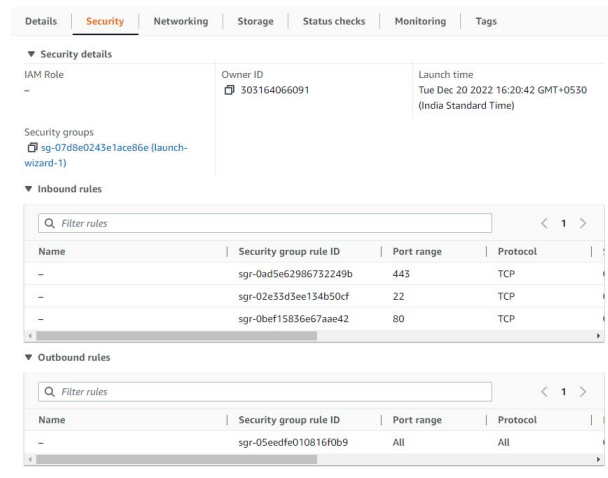 Details Security Networking Storage Status checks Monitoring Tags
▼ Security details
IAM Role Owner ID Launch time
– 303164066091 Tue Dec 20 2022 16:20:42 GMT+0530
(India Standard Time)
Security groups
sg-07d8e0243e1ace86e (launch-
wizard-1)
▼ Inbound rules
Filter rules < 1 >
Name Security group rule ID Port range Protocol
– sgr-0ad5e62986732249b 443 TCP
– sgr-02e33d3ee134b50cf 22 TCP
– sgr-0bef15836e67aae42 80 TCP
▼ Outbound rules
Filter rules < 1 >
Name Security group rule ID Port range Protocol
– sgr-05eedfe010816f0b9 All All